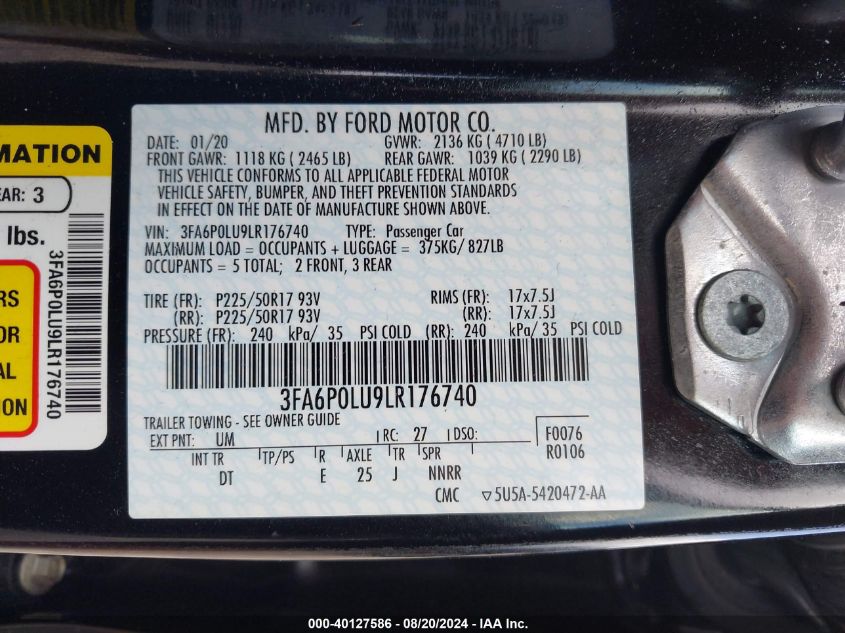 MFD. BY FORD MOTOR CO.
DATE: 01/20 GVWR: 2136 KG ( 4710 LB)
FRONT GAWR: 1118 KG ( 2465 LB) REAR GAWR: 1039 KG ( 2290 LB)
THIS VEHICLE CONFORMS TO ALL APPLICABLE FEDERAL MOTOR
VEHICLE SAFETY, BUMPER, AND THEFT PREVENTION STANDARDS
IN EFFECT ON THE DATE OF MANUFACTURE SHOWN ABOVE.
VIN: 3FA6P0LU9LR176740 TYPE: Passenger Car
MAXIMUM LOAD = OCCUPANTS + LUGGAGE = 375KG/ 827LB
OCCUPANTS = 5 TOTAL; 2 FRONT, 3 REAR
TIRE (FR): P225/50R17 93V RIMS (FR): 17x7.5J
(RR): P225/50R17 93V (RR): 17x7.5J
PRESSURE (FR): 240 kPa/ 35 PSI COLD (RR): 240 kPa/ 35 PSI COLD
3FA6P0LU9LR176740
TRAILER TOWING - SEE OWNER GUIDE
EXT PNT: UM RC: 27 DSO: F0076
INT TR TP/PS R AXLE TR SPR R0106
DT E 25 J NNRR
CMC 5U5A-5420472-AA
MATION
EAR: 3
lbs.
RS
OR
AL
ION
3FA6P0LU9LR176740
000-40127586 - 08/20/2024 - IAA Inc.